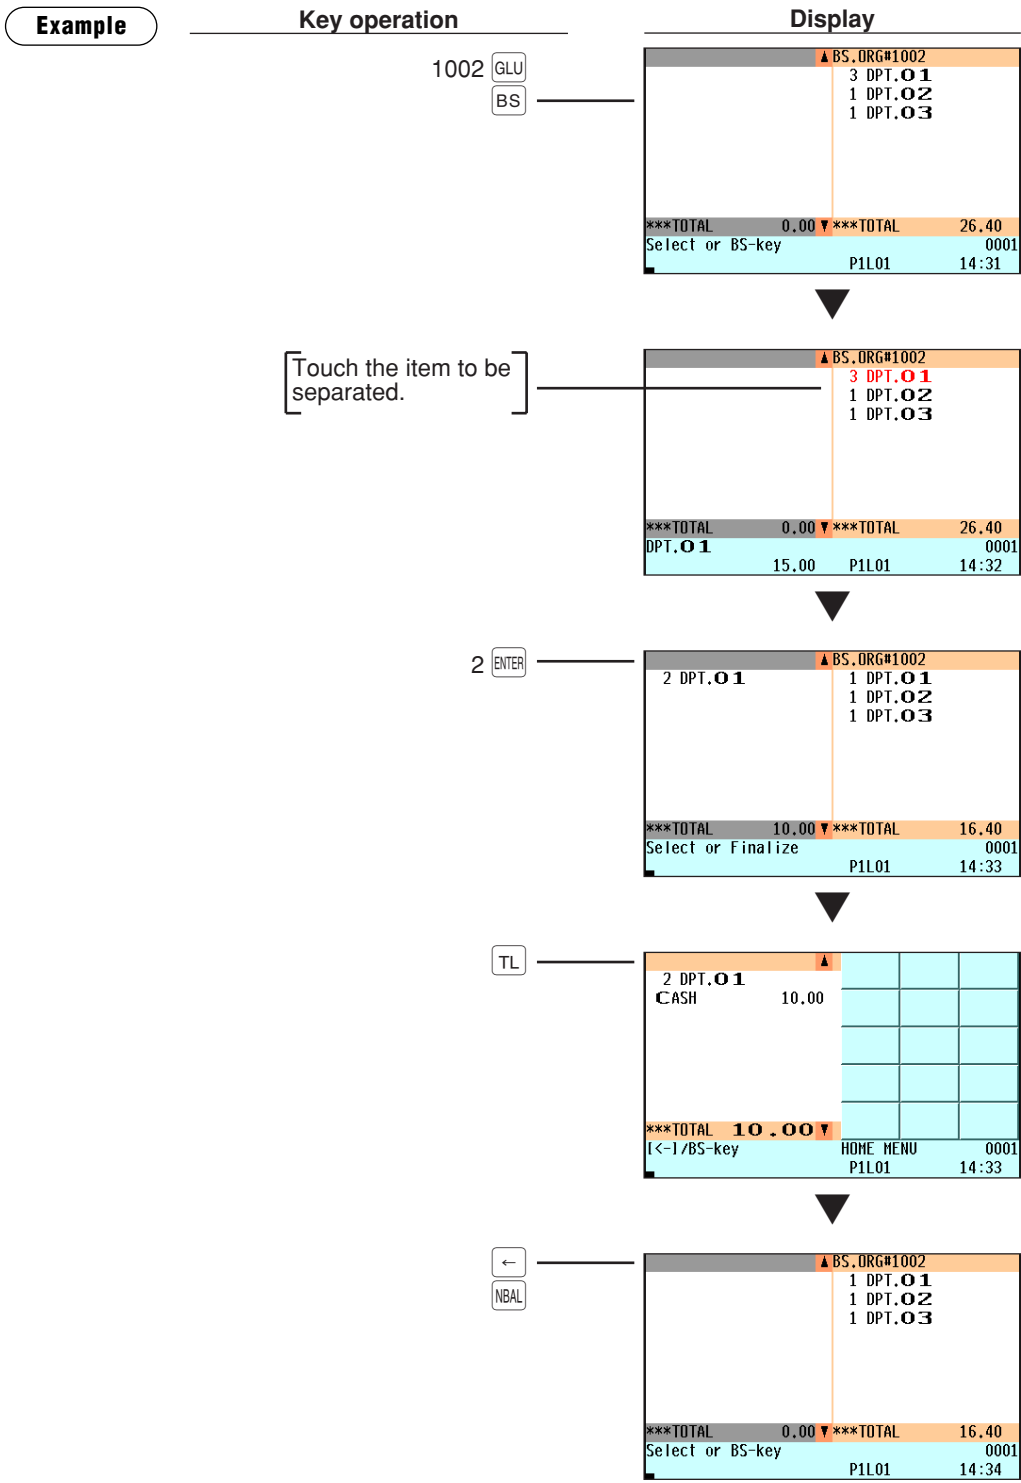 Example
Key operation
Display
1002 GLU
BS
▲ BS.ORG#1002
3 DPT.01
1 DPT.02
1 DPT.03
***TOTAL 0.00 ▼ ***TOTAL 26.40
Select or BS-key 0001
P1L01 14:31
Touch the item to be
separated.
▲ BS.ORG#1002
3 DPT.01
1 DPT.02
1 DPT.03
***TOTAL 0.00 ▼ ***TOTAL 26.40
DPT.01 0001
15.00 P1L01 14:32
2 ENTER
▲ BS.ORG#1002
2 DPT.01 1 DPT.01
1 DPT.02
1 DPT.03
***TOTAL 10.00 ▼ ***TOTAL 16.40
Select or Finalize 0001
P1L01 14:33
TL
▲
2 DPT.01
CASH 10.00
***TOTAL 10.00 ▼
[<-]/BS-key HOME MENU 0001
P1L01 14:33
←
NBAL
▲ BS.ORG#1002
1 DPT.01
1 DPT.02
1 DPT.03
***TOTAL 0.00 ▼ ***TOTAL 16.40
Select or BS-key 0001
P1L01 14:34